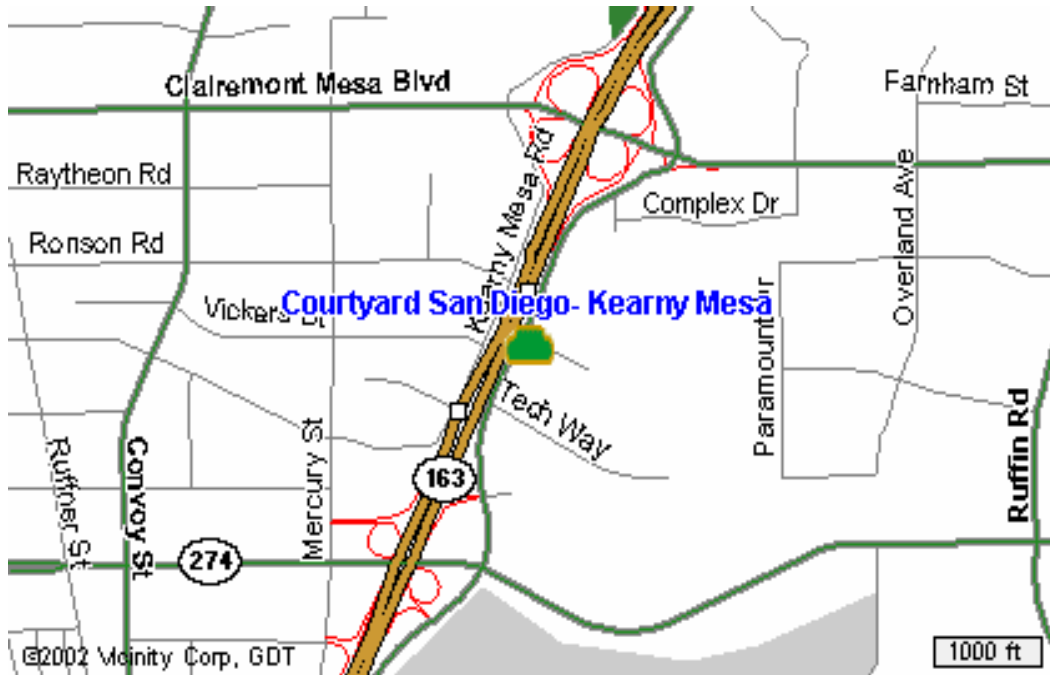 Clairemont Mesa Blvd
Farnham St
Raytheon Rd
Kearny Mesa Rd
Complex Dr
Overland Ave
Ronson Rd
Courtyard San Diego- Kearny Mesa
Vickers
Paramount Dr
Tech Way
Ruffin Rd
Mercury St
Convoy St
Ruffner St
163
274
©2002 Vicinity Corp, GDT
1000 ft